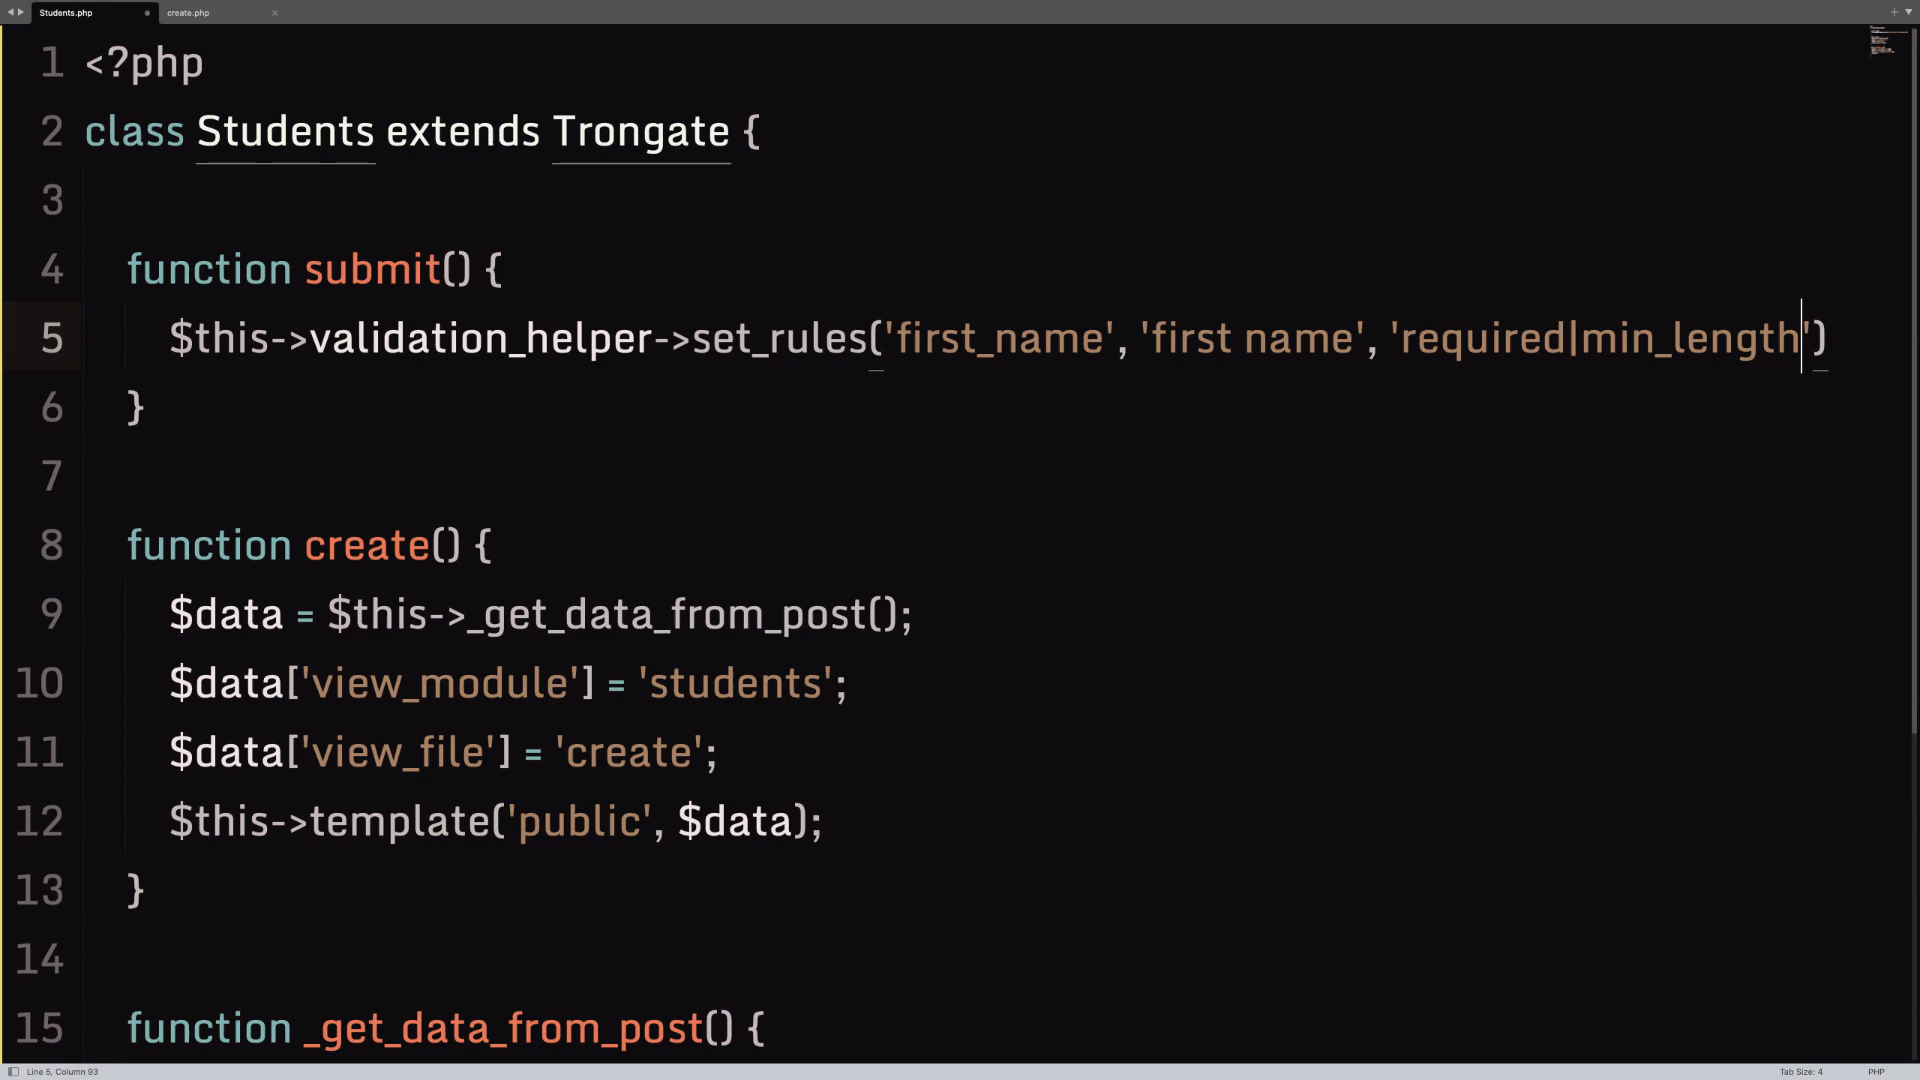 Students.php
create.php
1 <?php
2 class Students extends Trongate {
3
4 function submit() {
5 $this->validation_helper->set_rules('first_name', 'first name', 'required|min_length')
6 }
7
8 function create() {
9 $data = $this->_get_data_from_post();
10 $data['view_module'] = 'students';
11 $data['view_file'] = 'create';
12 $this->template('public', $data);
13 }
14
15 function _get_data_from_post() {
Line 5, Column 93
Tab Size: 4
PHP